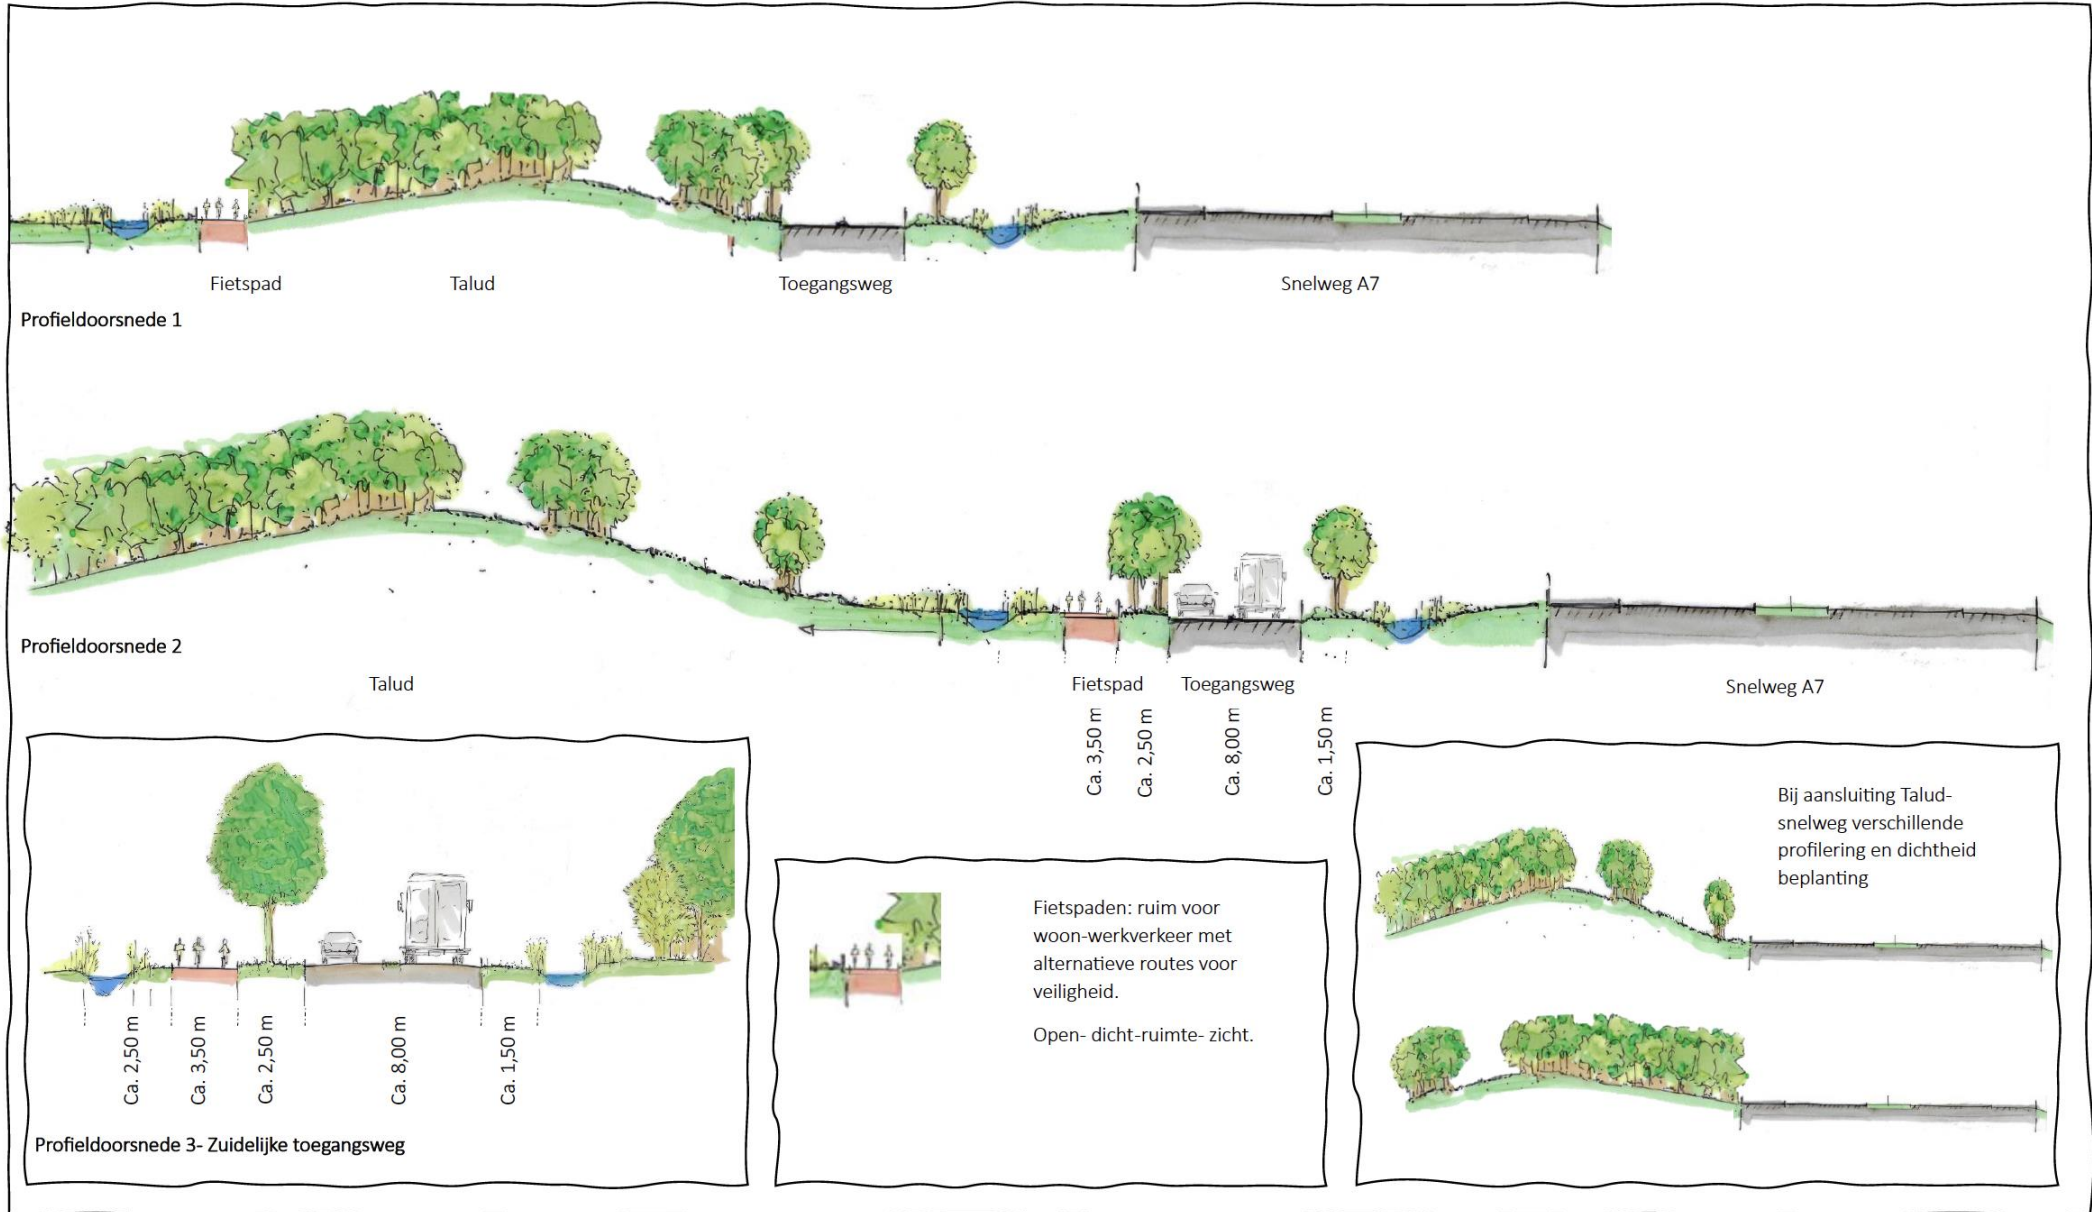 Fietspad
Talud
Toegangsweg
Snelweg A7
Profieldoorsnede 1
Profieldoorsnede 2
Talud
Fietspad
Toegangsweg
Snelweg A7
Ca. 3,50 m
Ca. 2,50 m
Ca. 8,00 m
Ca. 1,50 m
Ca. 2,50 m
Ca. 3,50 m
Ca. 2,50 m
Ca. 8,00 m
Ca. 1,50 m
Profieldoorsnede 3- Zuidelijke toegangsweg
Fietspaden: ruim voor
woon-werkverkeer met
alternatieve routes voor
veiligheid.
Open- dicht-ruimte- zicht.
Bij aansluiting Talud-
snelweg verschillende
profilering en dichtheid
beplanting